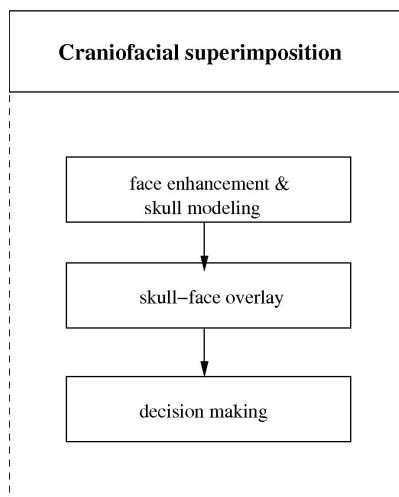 Craniofacial superimposition
face enhancement &
skull modeling
skull−face overlay
decision making